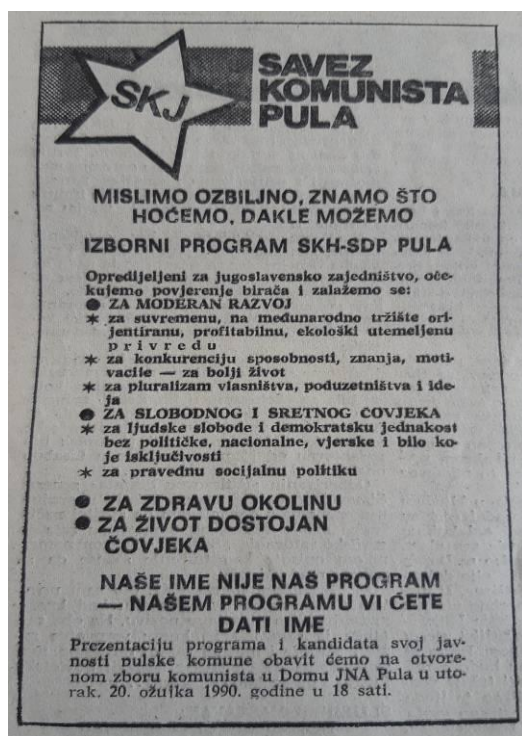 SKJ
SAVEZ
KOMUNISTA
PULA
MISLIMO OZBILJNO, ZNAMO ŠTO
HOĆEMO, DAKLE MOŽEMO
IZBORNI PROGRAM SKH-SDP PULA
Opredijeljeni za jugoslavensko zajedništvo, oče-
kujemo povjerenje birača i zalažemo se:
● ZA MODERAN RAZVOJ
* za suvremenu, na međunarodno tržište ori-
jentiranu, profitabilnu, ekološki utemeljenu
privredu
* za konkurenciju sposobnosti, znanja, moti-
vacile — za bolji život
* za pluralizam vlasništva, poduzetništva i ide-
ja
● ZA SLOBODNOG I SRETNOG ČOVJEKA
* za ljudske slobode i demokratsku jednakost
bez političke, nacionalne, vjerske i bilo ko-
je isključivosti
* za pravednu socijalnu politiku
● ZA ZDRAVU OKOLINU
● ZA ŽIVOT DOSTOJAN
ČOVJEKA
NAŠE IME NIJE NAŠ PROGRAM
— NAŠEM PROGRAMU VI ĆETE
DATI IME
Prezentaciju programa i kandidata svoj jav-
nosti pulske komune obavit ćemo na otvore-
nom zboru komunista u Domu JNA Pula u uto-
rak. 20. ožujka 1990. godine u 18 sati.